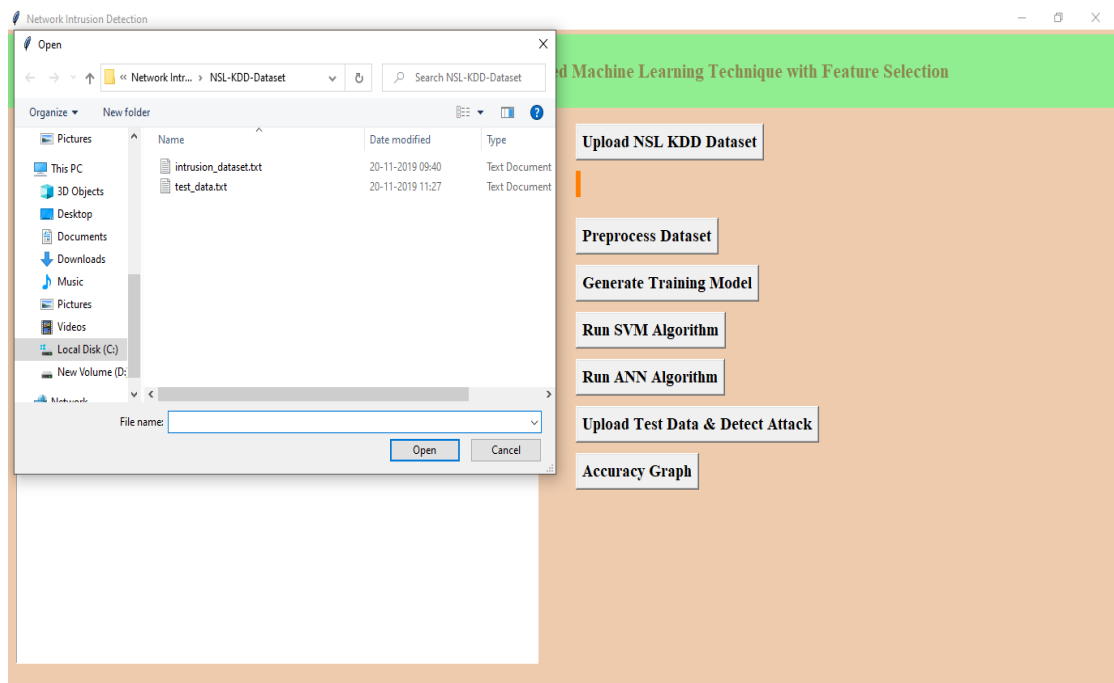 Network Intrusion Detection
Open
« Network Intr... › NSL-KDD-Dataset
Search NSL-KDD-Dataset
ed Machine Learning Technique with Feature Selection
Organize
New folder
Name
Date modified
Type
Pictures
This PC
3D Objects
Desktop
Documents
Downloads
Music
Pictures
Videos
Local Disk (C:)
New Volume (D:
Network
intrusion_dataset.txt 20-11-2019 09:40 Text Document
test_data.txt 20-11-2019 11:27 Text Document
File name:
Open
Cancel
Upload NSL KDD Dataset
Preprocess Dataset
Generate Training Model
Run SVM Algorithm
Run ANN Algorithm
Upload Test Data & Detect Attack
Accuracy Graph